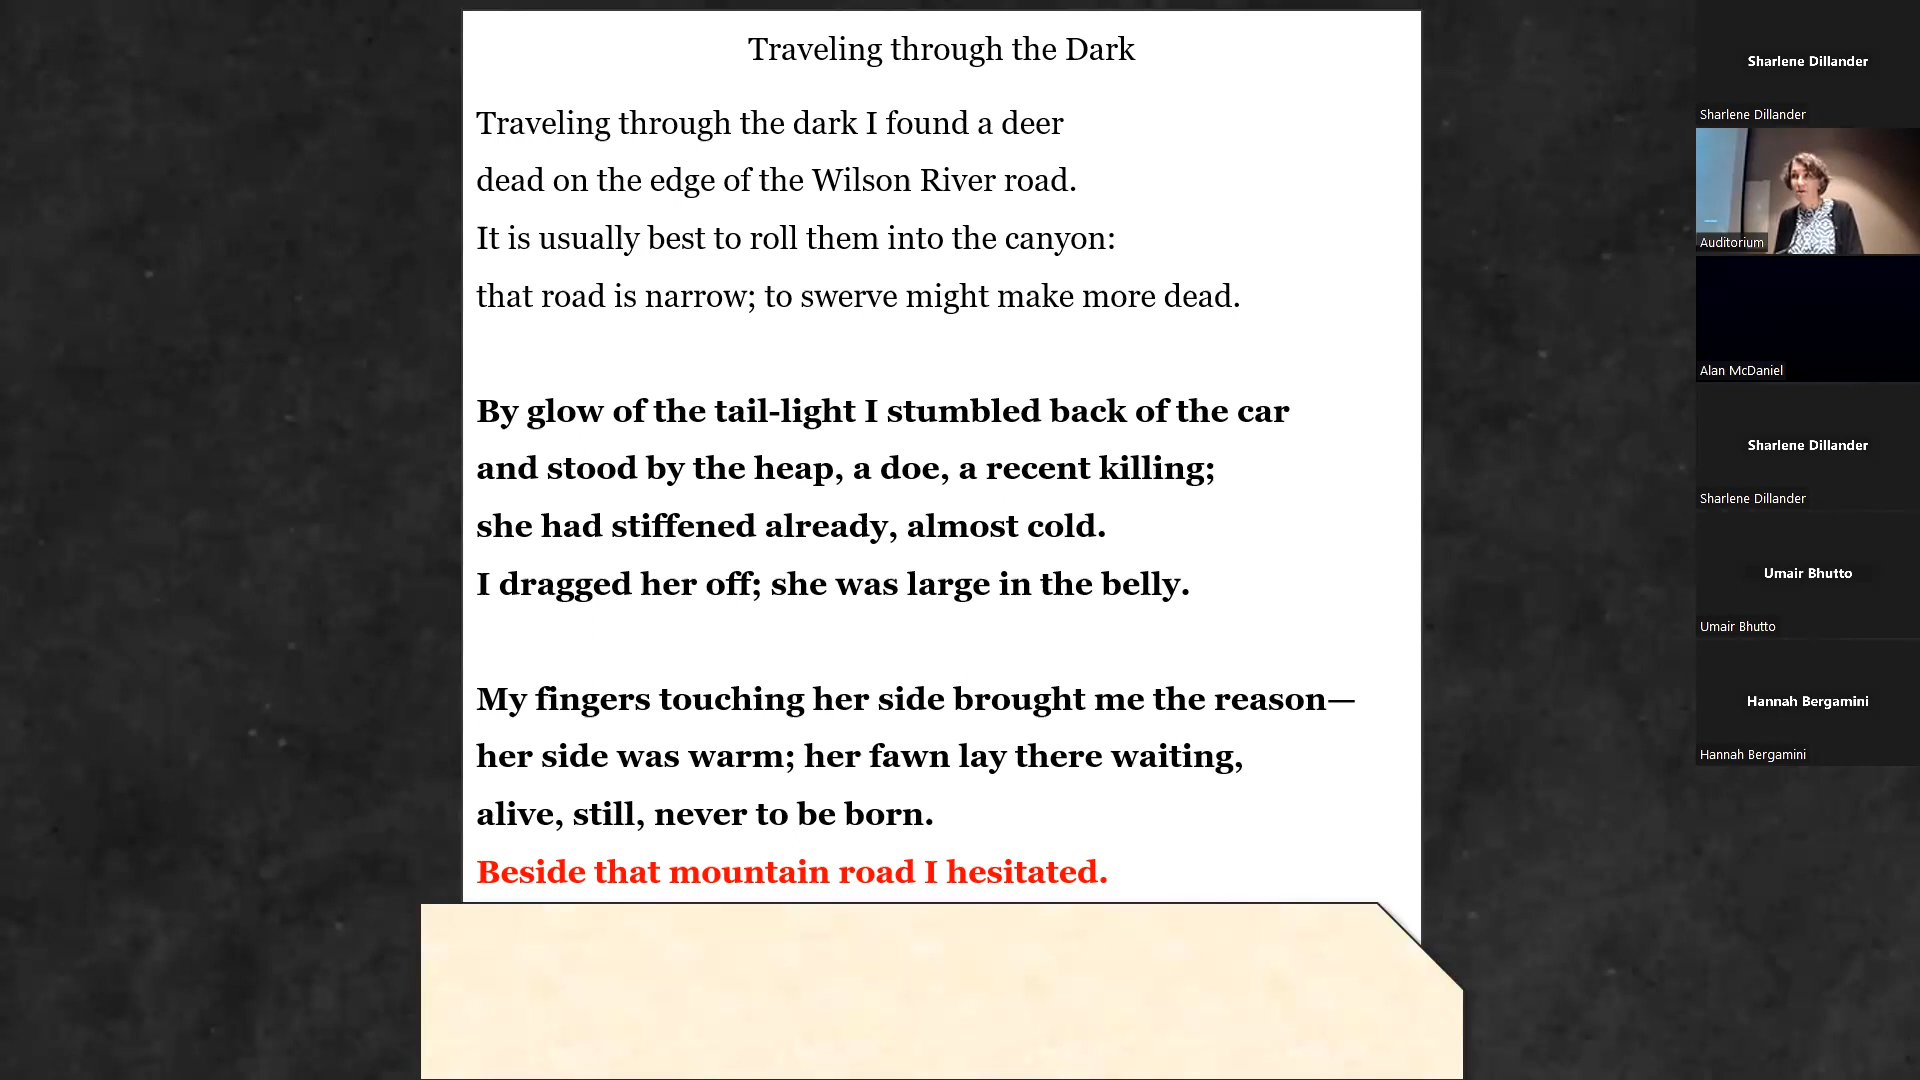 Traveling through the Dark
Traveling through the dark I found a deer
dead on the edge of the Wilson River road.
It is usually best to roll them into the canyon:
that road is narrow; to swerve might make more dead.
By glow of the tail-light I stumbled back of the car
and stood by the heap, a doe, a recent killing;
she had stiffened already, almost cold.
I dragged her off; she was large in the belly.
My fingers touching her side brought me the reason—
her side was warm; her fawn lay there waiting,
alive, still, never to be born.
Beside that mountain road I hesitated.
Sharlene Dillander
Sharlene Dillander
Auditorium
Alan McDaniel
Sharlene Dillander
Sharlene Dillander
Umair Bhutto
Umair Bhutto
Hannah Bergamini
Hannah Bergamini